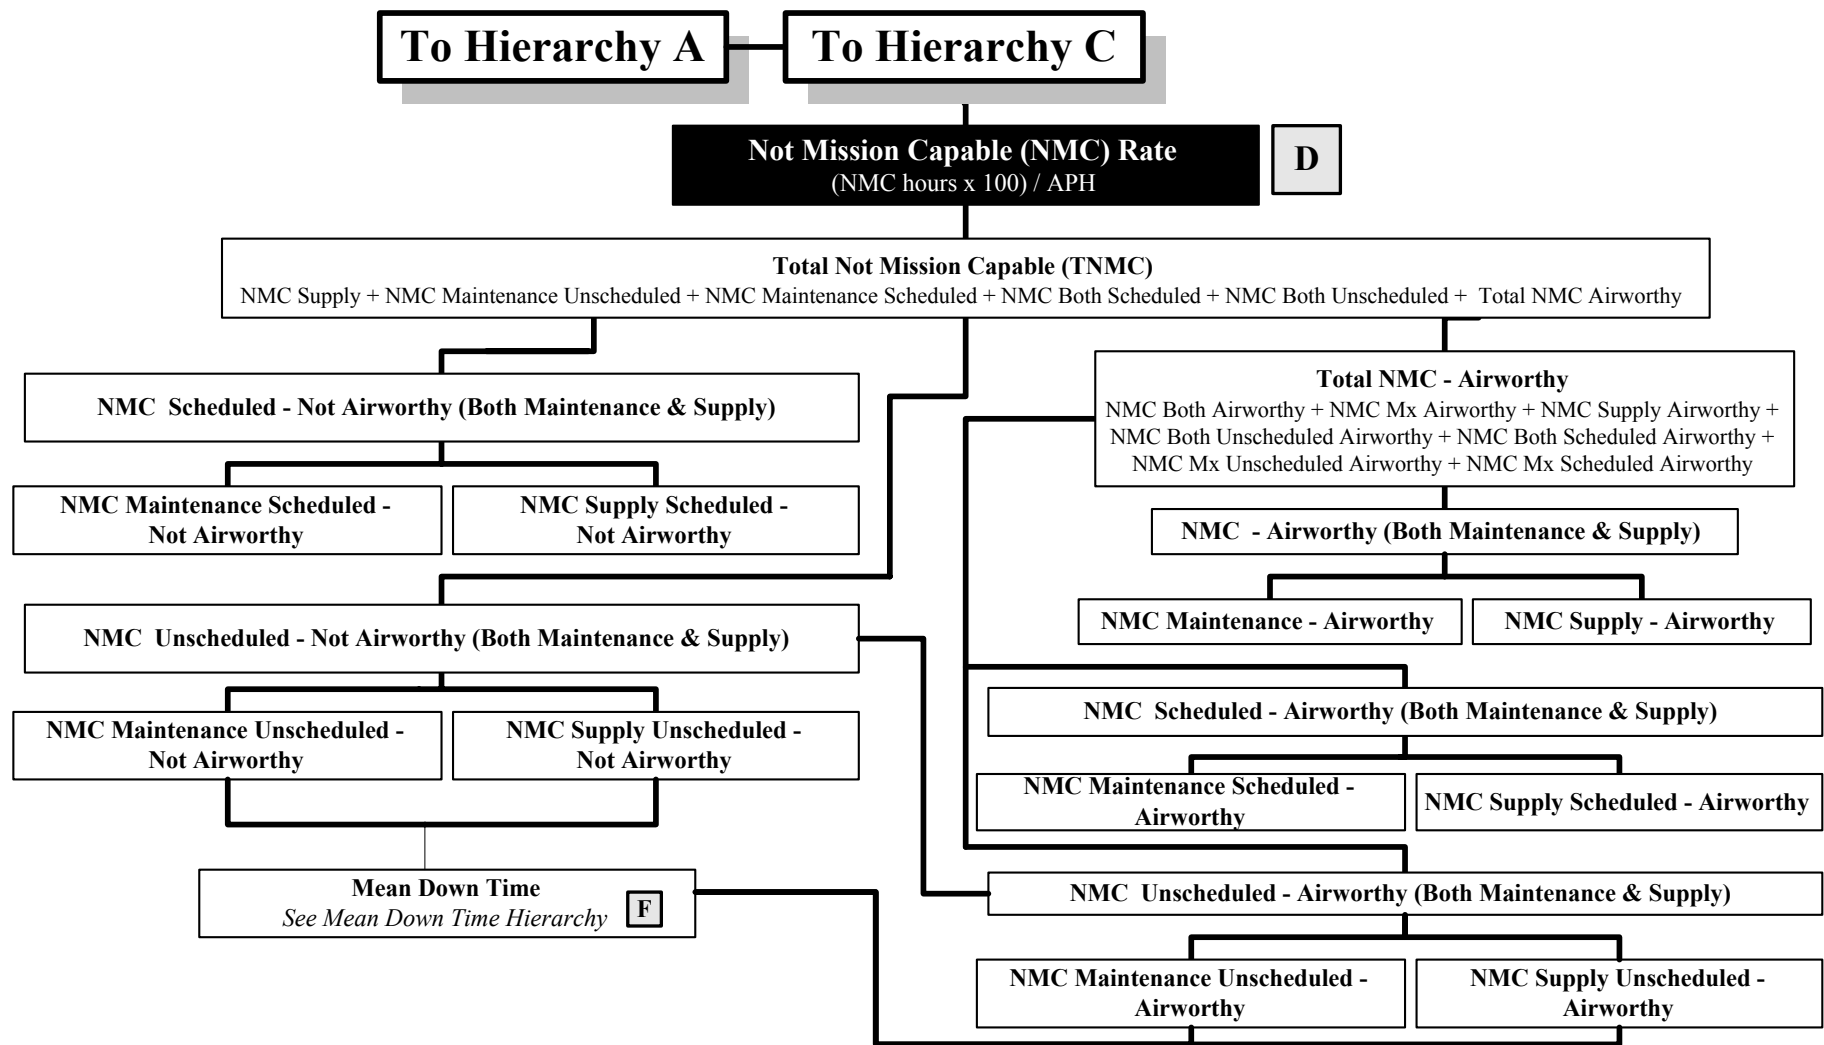 To Hierarchy A
To Hierarchy C
Not Mission Capable (NMC) Rate
(NMC hours x 100) / APH
D
Total Not Mission Capable (TNMC)
NMC Supply + NMC Maintenance Unscheduled + NMC Maintenance Scheduled + NMC Both Scheduled + NMC Both Unscheduled + Total NMC Airworthy
NMC Scheduled - Not Airworthy (Both Maintenance & Supply)
NMC Maintenance Scheduled -
Not Airworthy
NMC Supply Scheduled -
Not Airworthy
NMC Unscheduled - Not Airworthy (Both Maintenance & Supply)
NMC Maintenance Unscheduled -
Not Airworthy
NMC Supply Unscheduled -
Not Airworthy
Mean Down Time
See Mean Down Time Hierarchy
F
Total NMC - Airworthy
NMC Both Airworthy + NMC Mx Airworthy + NMC Supply Airworthy +
NMC Both Unscheduled Airworthy + NMC Both Scheduled Airworthy +
NMC Mx Unscheduled Airworthy + NMC Mx Scheduled Airworthy
NMC - Airworthy (Both Maintenance & Supply)
NMC Maintenance - Airworthy
NMC Supply - Airworthy
NMC Scheduled - Airworthy (Both Maintenance & Supply)
NMC Maintenance Scheduled -
Airworthy
NMC Supply Scheduled - Airworthy
NMC Unscheduled - Airworthy (Both Maintenance & Supply)
NMC Maintenance Unscheduled -
Airworthy
NMC Supply Unscheduled -
Airworthy